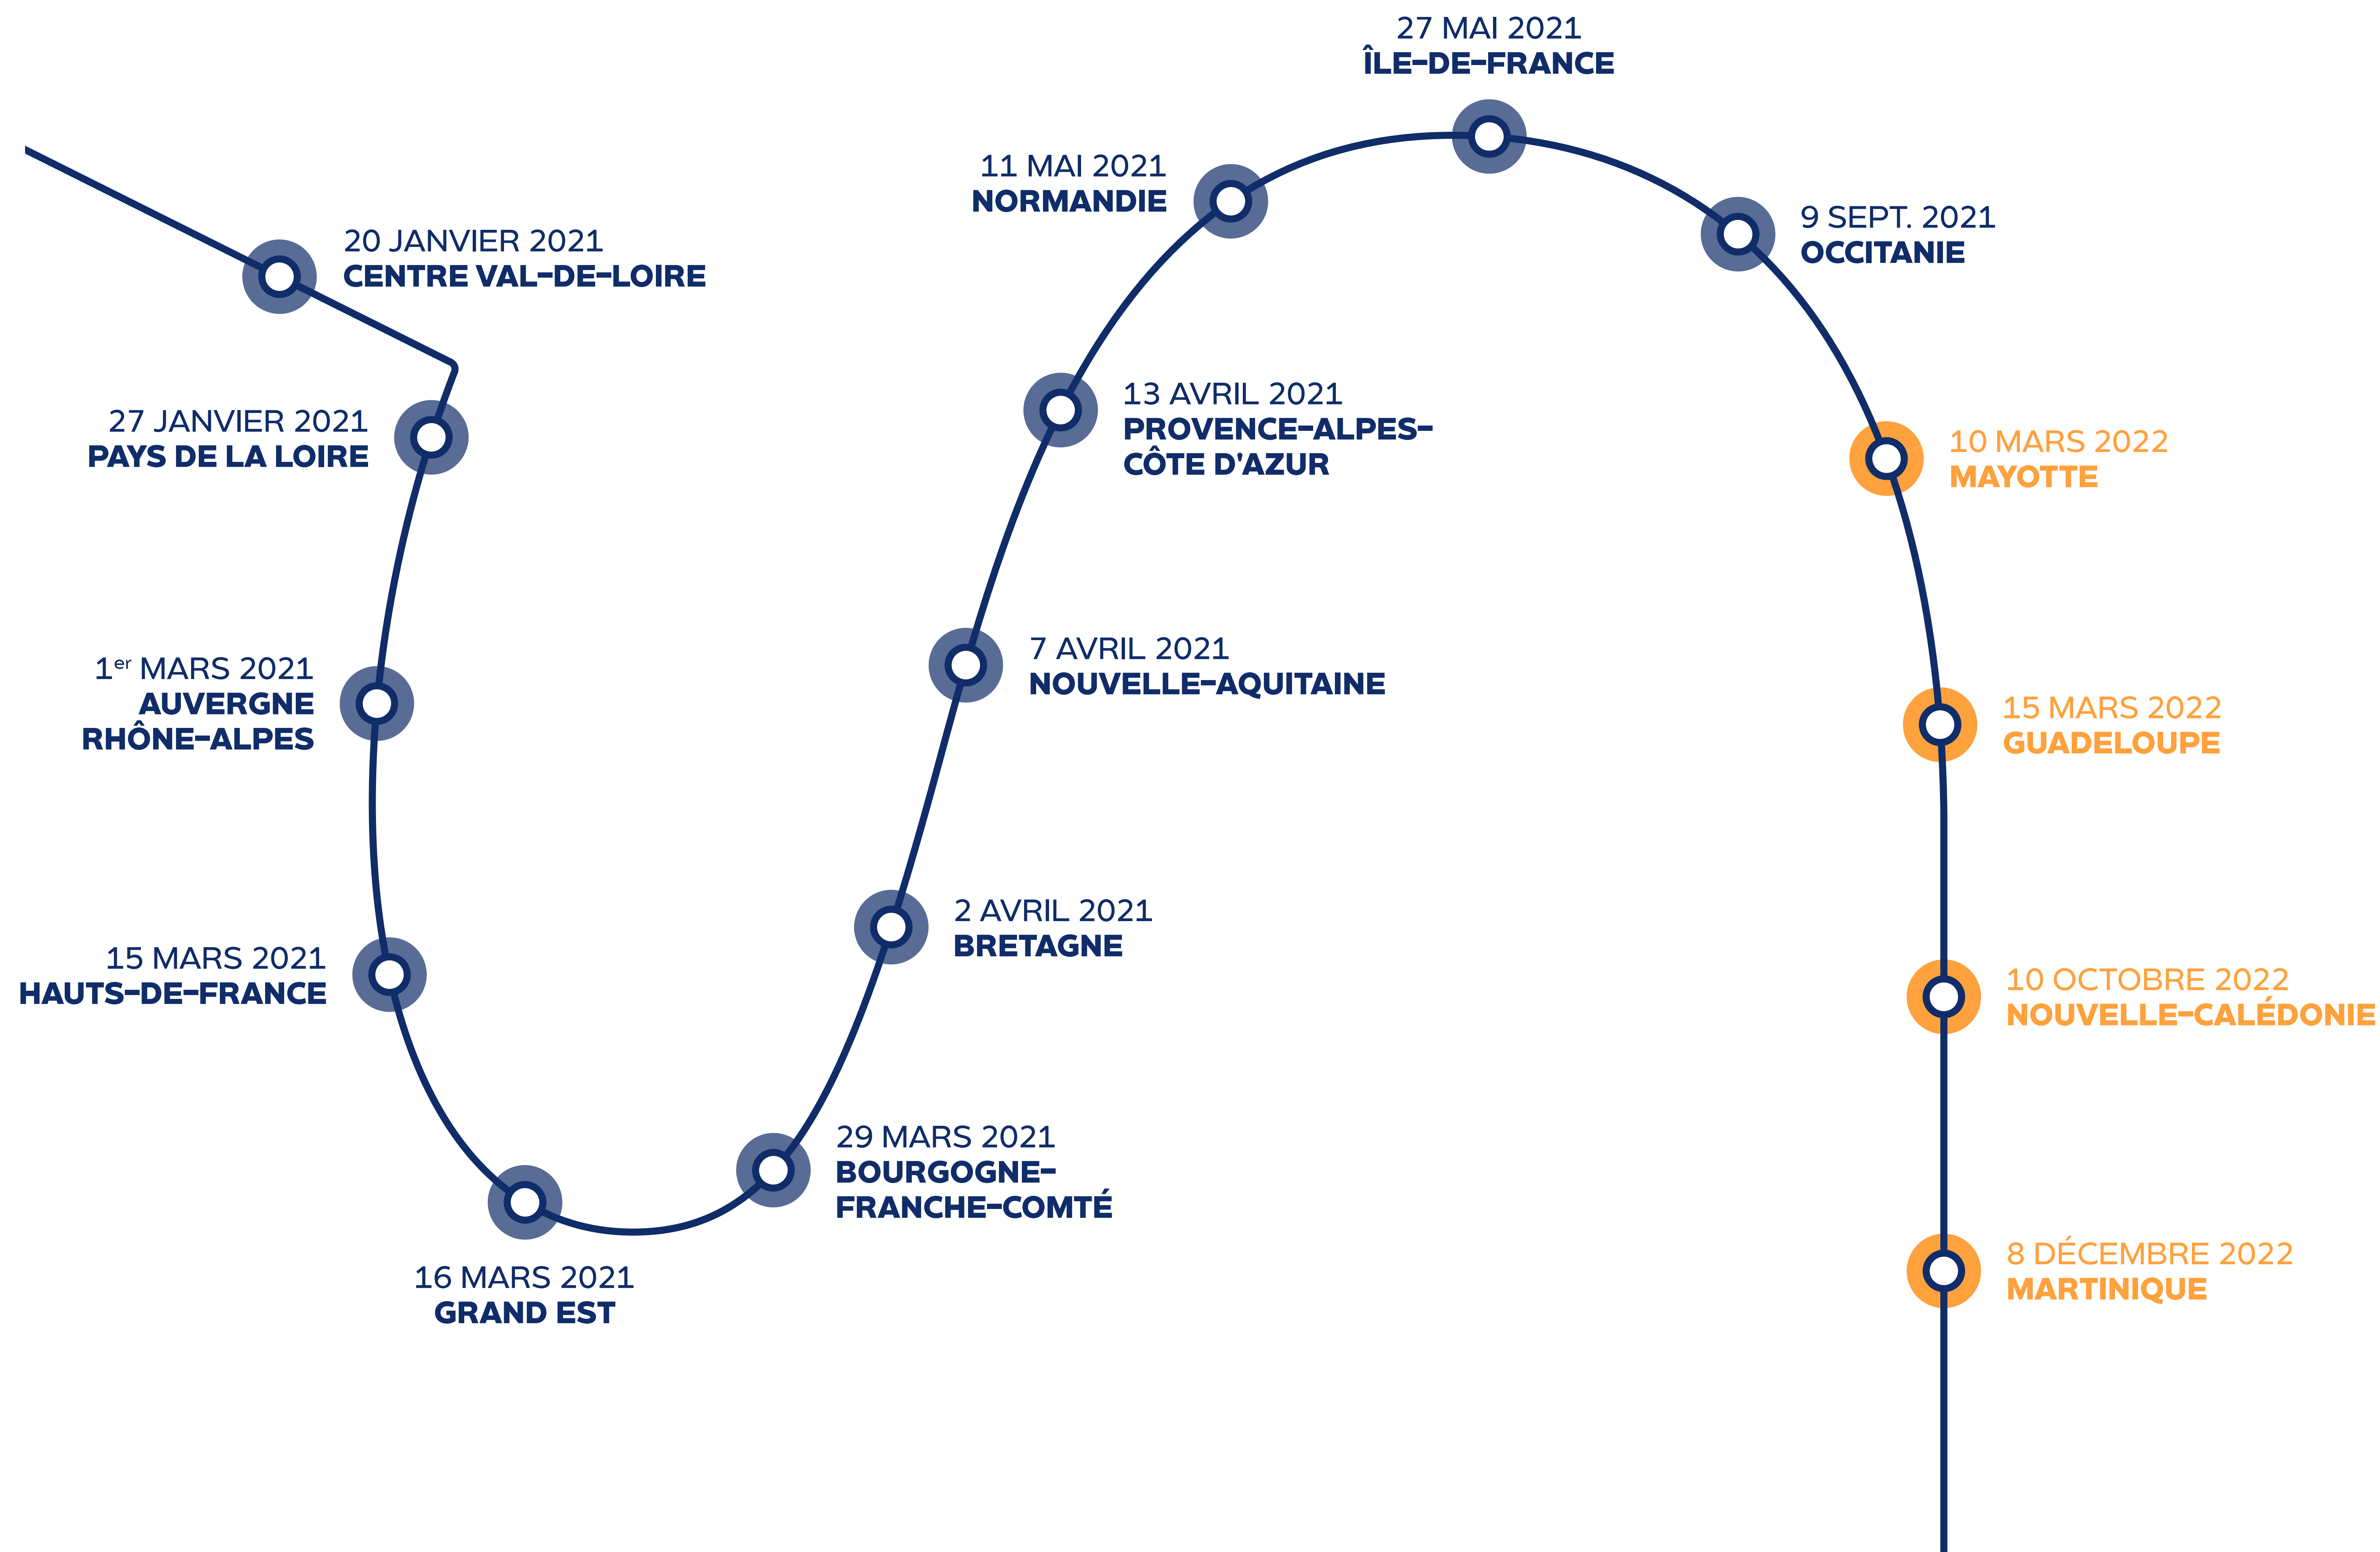 20 JANVIER 2021
CENTRE VAL-DE-LOIRE
27 JANVIER 2021
PAYS DE LA LOIRE
1er MARS 2021
AUVERGNE
RHÔNE-ALPES
15 MARS 2021
HAUTS-DE-FRANCE
16 MARS 2021
GRAND EST
29 MARS 2021
BOURGOGNE-
FRANCHE-COMTÉ
2 AVRIL 2021
BRETAGNE
7 AVRIL 2021
NOUVELLE-AQUITAINE
13 AVRIL 2021
PROVENCE-ALPES-
CÔTE D'AZUR
11 MAI 2021
NORMANDIE
27 MAI 2021
ÎLE-DE-FRANCE
9 SEPT. 2021
OCCITANIE
10 MARS 2022
MAYOTTE
15 MARS 2022
GUADELOUPE
10 OCTOBRE 2022
NOUVELLE-CALÉDONIE
8 DÉCEMBRE 2022
MARTINIQUE